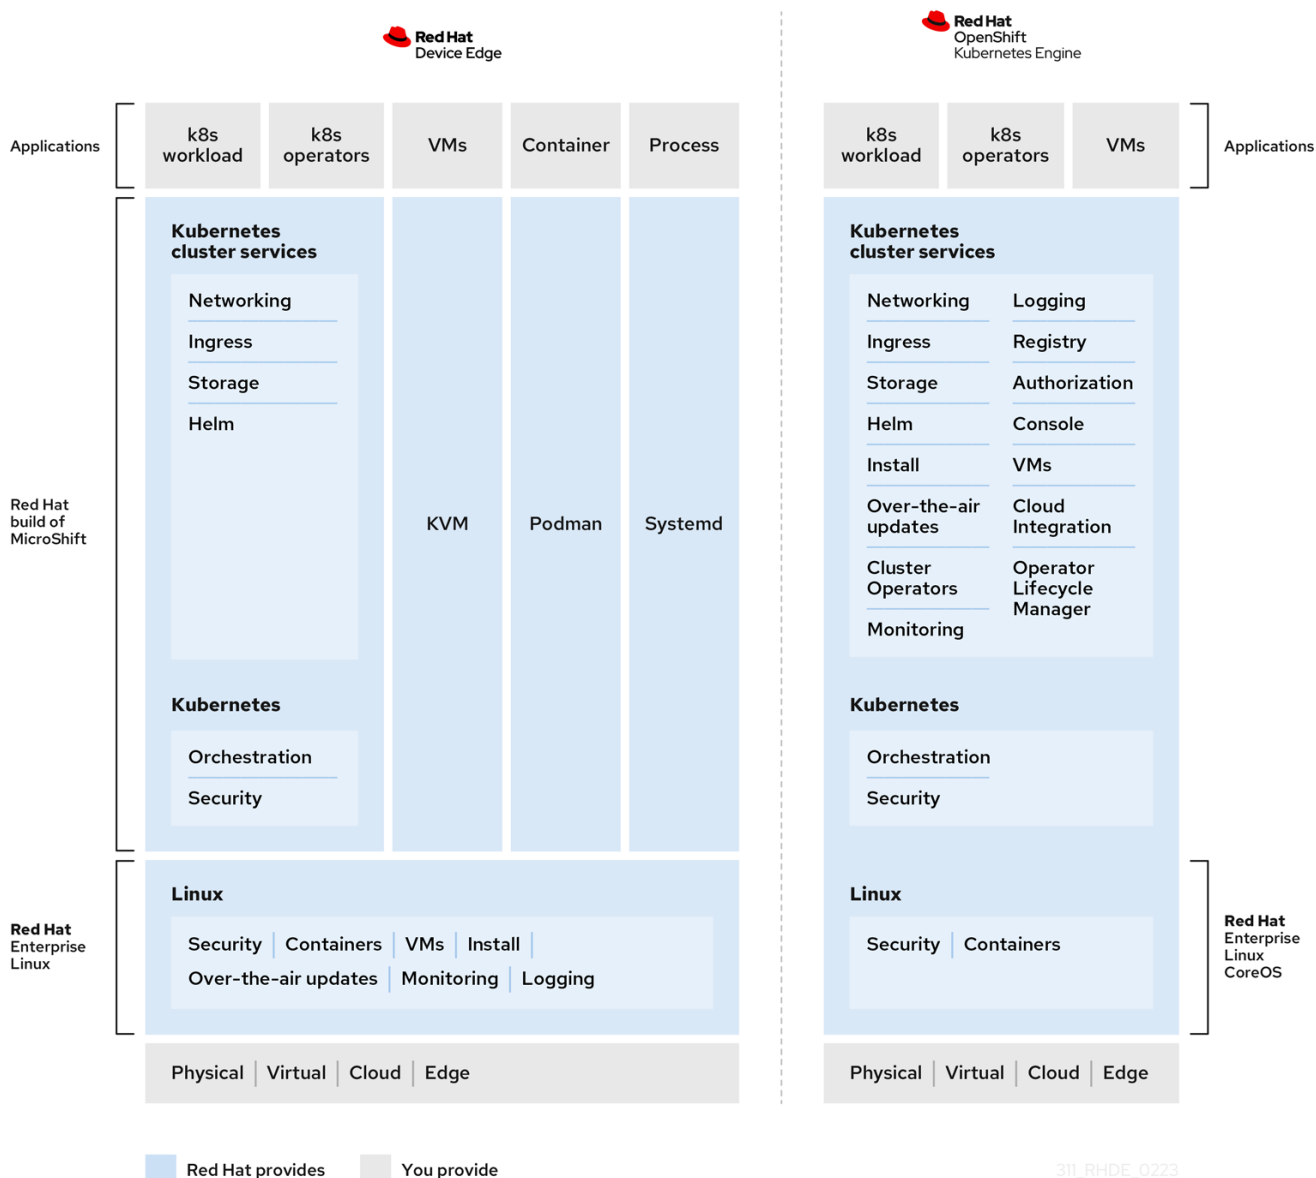 Red Hat
Device Edge
Red Hat
OpenShift
Kubernetes Engine
Applications
k8s
workload
k8s
operators
VMs
Container
Process
k8s
workload
k8s
operators
VMs
Applications
Red Hat
build of
MicroShift
Kubernetes
cluster services
Networking
Ingress
Storage
Helm
Kubernetes
Orchestration
Security
KVM
Podman
Systemd
Kubernetes
cluster services
Networking
Ingress
Storage
Helm
Install
Over-the-air
updates
Cluster
Operators
Monitoring
Logging
Registry
Authorization
Console
VMs
Cloud
Integration
Operator
Lifecycle
Manager
Kubernetes
Orchestration
Security
Red Hat
Enterprise
Linux
Linux
Security | Containers | VMs | Install |
Over-the-air updates | Monitoring | Logging
Linux
Security | Containers
Red Hat
Enterprise
Linux
CoreOS
Physical | Virtual | Cloud | Edge
Physical | Virtual | Cloud | Edge
Red Hat provides
You provide
311_RHDE_0223